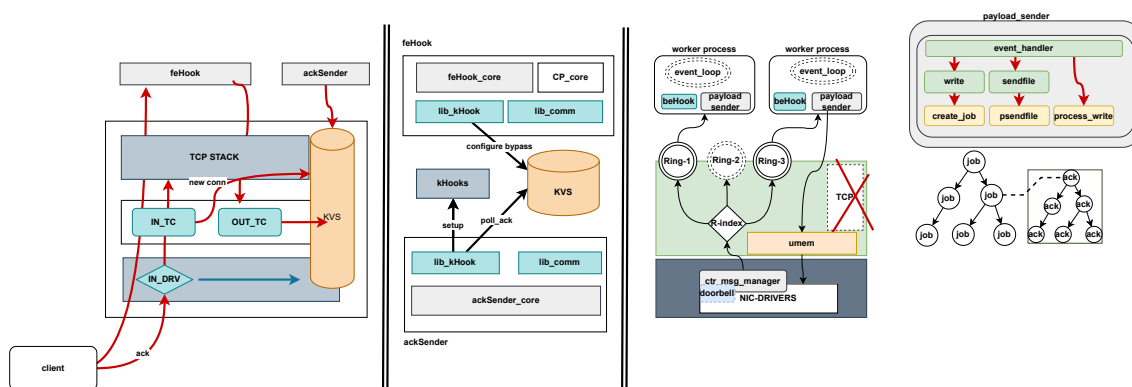 feHook
ackSender
TCP STACK
new conn
KVS
IN_TC
OUT_TC
IN_DRV
ack
client
feHook
feHook_core
CP_core
lib_kHook
lib_comm
configure bypass
kHooks
KVS
setup
poll_ack
lib_kHook
lib_comm
ackSender_core
ackSender
worker process
worker process
event_loop
event_loop
beHook
payload
sender
beHook
payload
sender
Ring-1
Ring-2
Ring-3
TCP
R-index
umem
ctr_msg_manager
doorbell
NIC-DRIVERS
payload_sender
event_handler
write
sendfile
create_job
psendfile
process_write
job
job
job
job
job
job
ack
ack
ack
ack
ack
ack